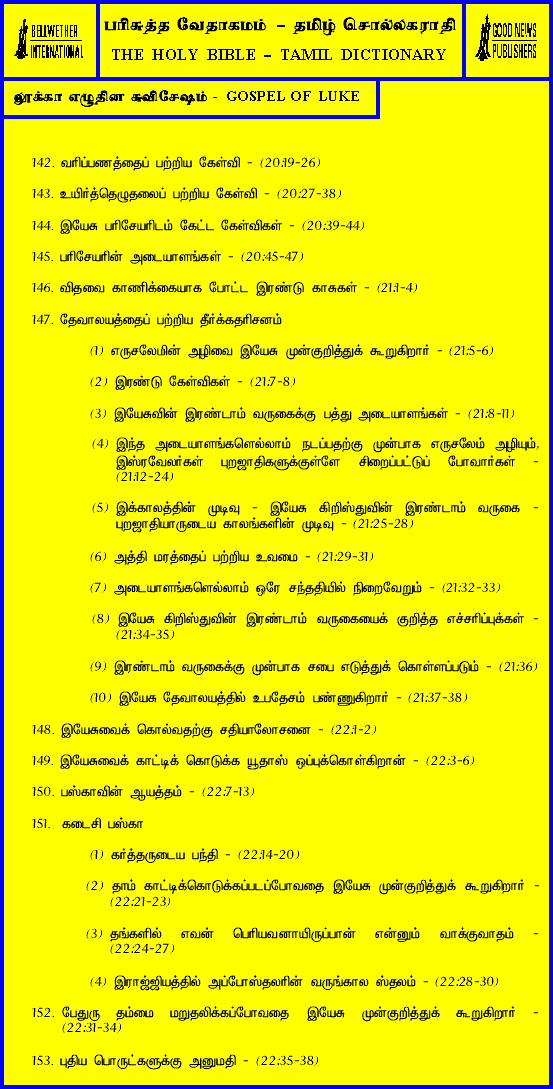 BELLWETHER
INTERNATIONAL
பரிசுத்த வேதாகமம் – தமிழ் சொல்லகராதி
THE HOLY BIBLE – TAMIL DICTIONARY
GOOD NEWS
PUBLISHERS
லூக்கா எழுதின சுவிசேஷம் - GOSPEL OF LUKE
142. வரிப்பணத்தைப் பற்றிய கேள்வி - (20:19-26)
143. உயிர்த்தெழுதலைப் பற்றிய கேள்வி - (20:27-38)
144. இயேசு பரிசேயரிடம் கேட்ட கேள்விகள் - (20:39-44)
145. பரிசேயரின் அடையாளங்கள் - (20:45-47)
146. விதவை காணிக்கையாக போட்ட இரண்டு காசுகள் - (21:1-4)
147. தேவாலயத்தைப் பற்றிய தீர்க்கதரிசனம்
(1) எருசலேமின் அழிவை இயேசு முன்குறித்துக் கூறுகிறார் - (21:5-6)
(2) இரண்டு கேள்விகள் - (21:7-8)
(3) இயேசுவின் இரண்டாம் வருகைக்கு பத்து அடையாளங்கள் - (21:8-11)
(4) இந்த அடையாளங்களெல்லாம் நடப்பதற்கு முன்பாக எருசலேம் அழியும்,
இஸ்ரவேலர்கள் புறஜாதிகளுக்குள்ளே சிறைப்பட்டுப் போவார்கள் -
(21:12-24)
(5) இக்காலத்தின் முடிவு - இயேசு கிறிஸ்துவின் இரண்டாம் வருகை -
புறஜாதியாருடைய காலங்களின் முடிவு - (21:25-28)
(6) அத்தி மரத்தைப் பற்றிய உவமை - (21:29-31)
(7) அடையாளங்களெல்லாம் ஒரே சந்ததியில் நிறைவேறும் - (21:32-33)
(8) இயேசு கிறிஸ்துவின் இரண்டாம் வருகையைக் குறித்த எச்சரிப்புக்கள் -
(21:34-35)
(9) இரண்டாம் வருகைக்கு முன்பாக சபை எடுத்துக் கொள்ளப்படும் - (21:36)
(10) இயேசு தேவாலயத்தில் உபதேசம் பண்ணுகிறார் - (21:37-38)
148. இயேசுவைக் கொல்வதற்கு சதியாலோசனை - (22:1-2)
149. இயேசுவைக் காட்டிக் கொடுக்க யூதாஸ் ஒப்புக்கொள்கிறான் - (22:3-6)
150. பஸ்காவின் ஆயத்தம் - (22:7-13)
151. கடைசி பஸ்கா
(1) கர்த்தருடைய பந்தி - (22:14-20)
(2) தாம் காட்டிக்கொடுக்கப்படப்போவதை இயேசு முன்குறித்துக் கூறுகிறார் -
(22:21-23)
(3) தங்களில் எவன் பெரியவனாயிருப்பான் என்னும் வாக்குவாதம் -
(22:24-27)
(4) இராஜ்ஜியத்தில் அப்போஸ்தலரின் வருங்கால ஸ்தலம் - (22:28-30)
152. பேதுரு தம்மை மறுதலிக்கப்போவதை இயேசு முன்குறித்துக் கூறுகிறார் -
(22:31-34)
153. புதிய பொருட்களுக்கு அனுமதி - (22:35-38)